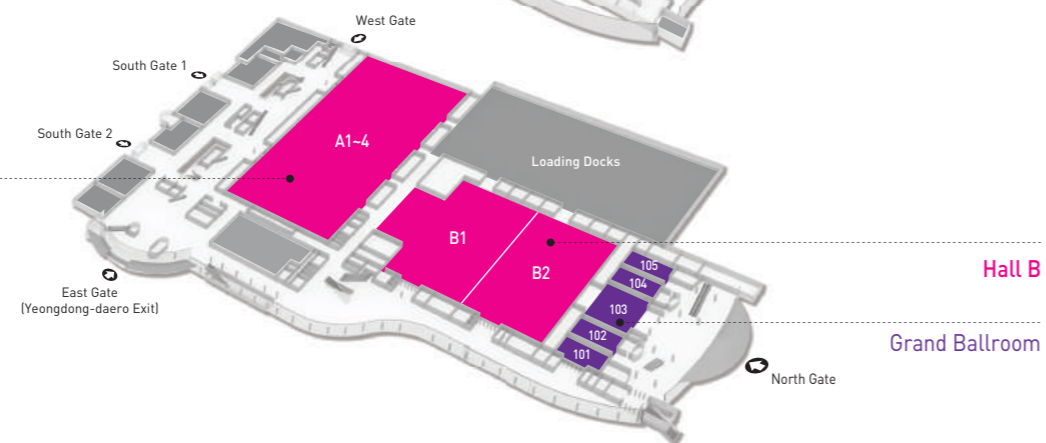 West Gate
South Gate 1
South Gate 2
A1~4
Loading Docks
B1
B2
Hall B
105
104
103
102
101
East Gate
(Yeongdong-daero Exit)
Grand Ballroom
North Gate